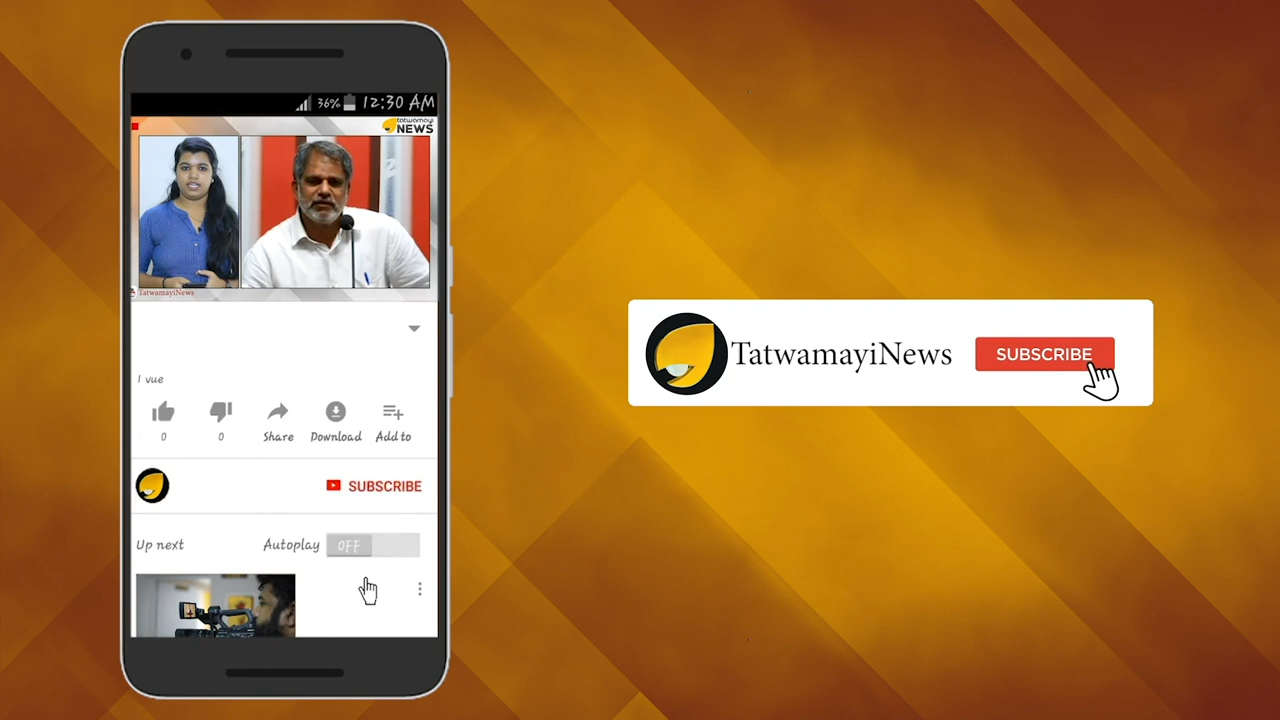 36% 12:30 AM
tatwamayi
NEWS
TatwamayiNews
1 vue
0 0 Share Download Add to
SUBSCRIBE
Up next Autoplay OFF
TatwamayiNews SUBSCRIBE